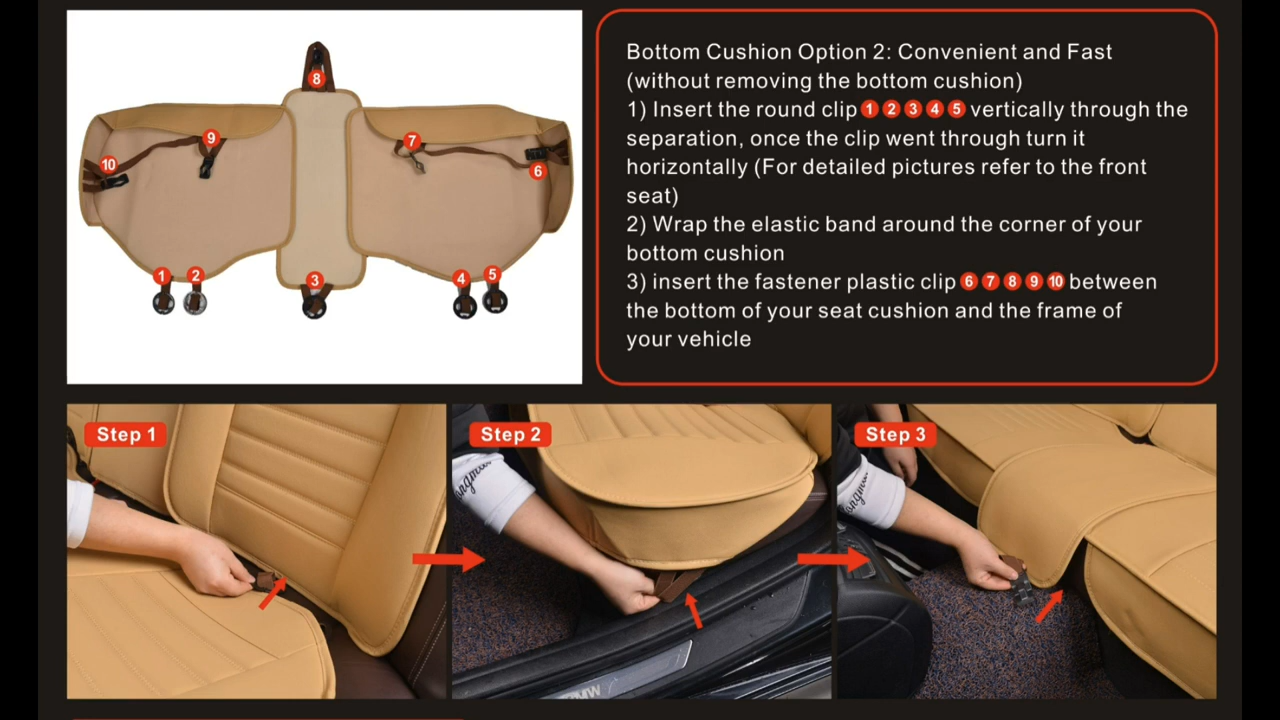 8
9
7
10
6
1
2
3
4
5
Bottom Cushion Option 2: Convenient and Fast
(without removing the bottom cushion)
1) Insert the round clip 1 2 3 4 5 vertically through the
separation, once the clip went through turn it
horizontally (For detailed pictures refer to the front
seat)
2) Wrap the elastic band around the corner of your
bottom cushion
3) insert the fastener plastic clip 6 7 8 9 10 between
the bottom of your seat cushion and the frame of
your vehicle
Step 1
Step 2
Step 3